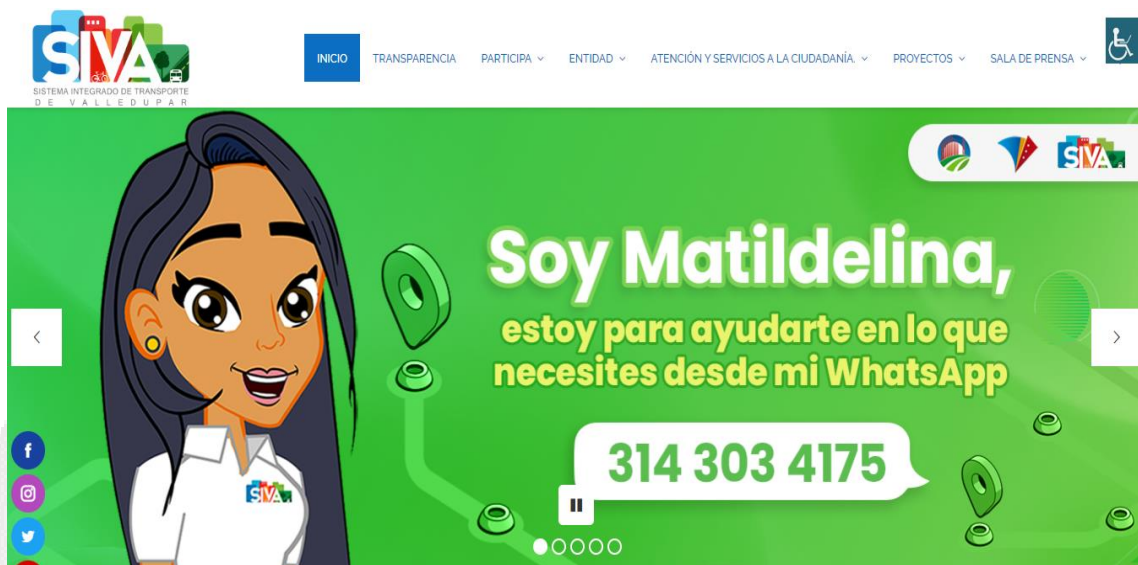 SIVA
SISTEMA INTEGRADO DE TRANSPORTE
DE VALLEDUPAR
INICIO TRANSPARENCIA PARTICIPA ENTIDAD ATENCIÓN Y SERVICIOS A LA CIUDADANÍA. PROYECTOS SALA DE PRENSA
SIVA
Soy Matildelina,
estoy para ayudarte en lo que
necesites desde mi WhatsApp
314 303 4175
SIVA